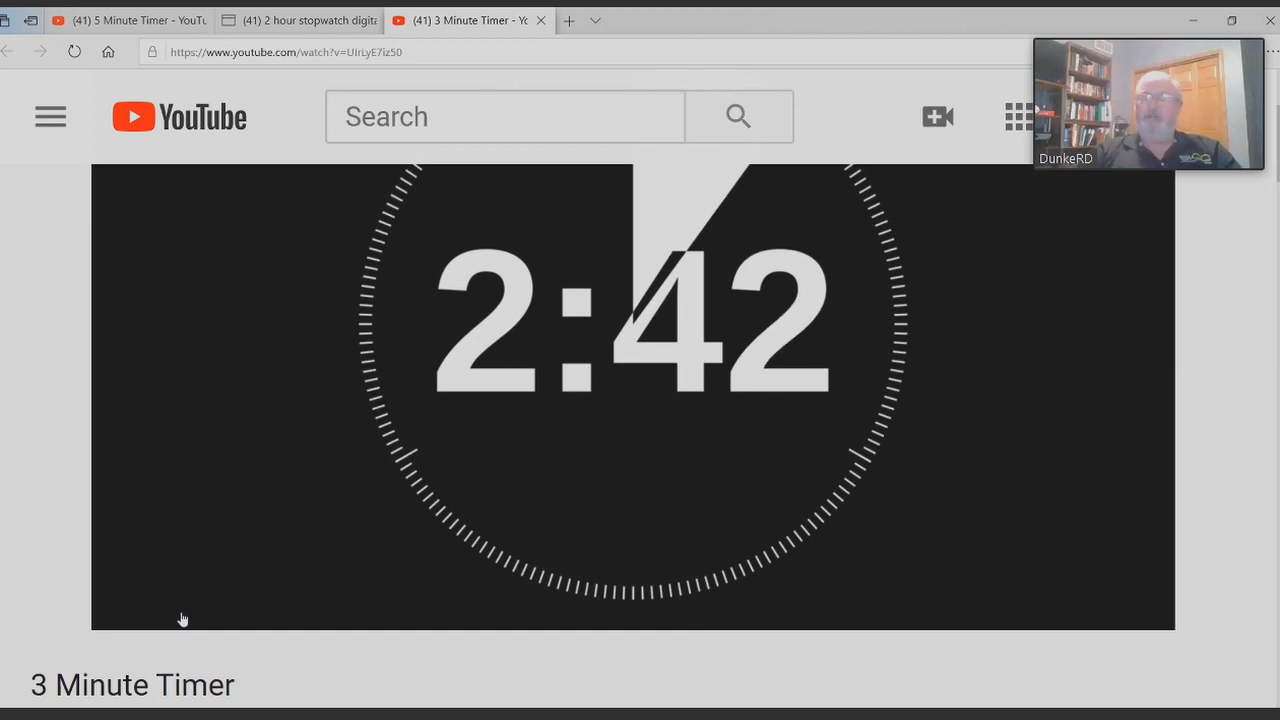 (41) 5 Minute Timer - YouTu
(41) 2 hour stopwatch digita
(41) 3 Minute Timer - Yo
https://www.youtube.com/watch?v=UIrLyE7iz50
YouTube
Search
DunkeRD
2:42
3 Minute Timer